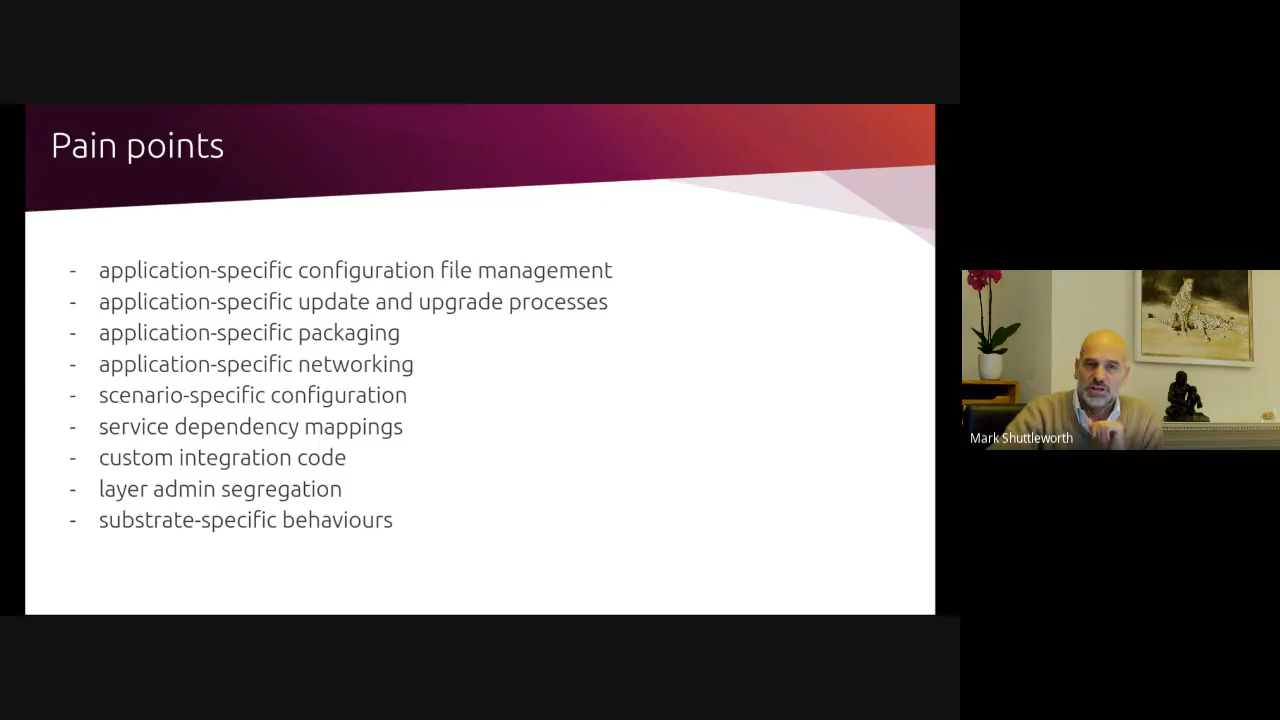 Pain points
- application-specific configuration file management
- application-specific update and upgrade processes
- application-specific packaging
- application-specific networking
- scenario-specific configuration
- service dependency mappings
- custom integration code
- layer admin segregation
- substrate-specific behaviours
Mark Shuttleworth